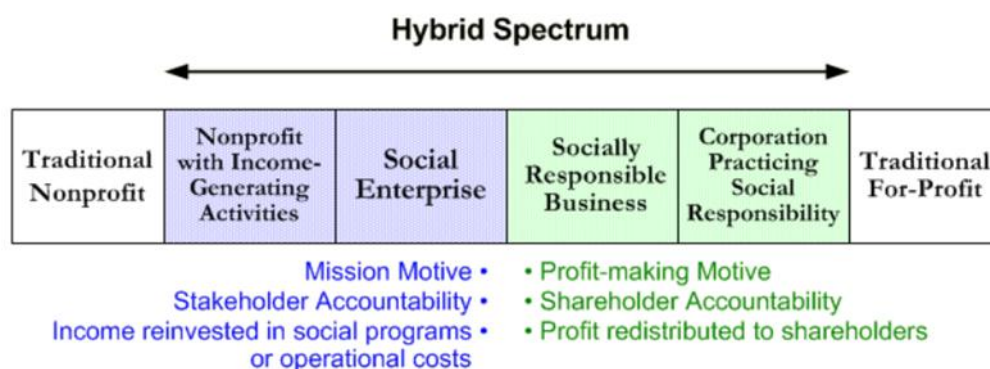 Hybrid Spectrum
Traditional
Nonprofit
Nonprofit
with Income-
Generating
Activities
Social
Enterprise
Socially
Responsible
Business
Corporation
Practicing
Social
Responsibility
Traditional
For-Profit
Mission Motive •
Stakeholder Accountability •
Income reinvested in social programs •
or operational costs
• Profit-making Motive
• Shareholder Accountability
• Profit redistributed to shareholders